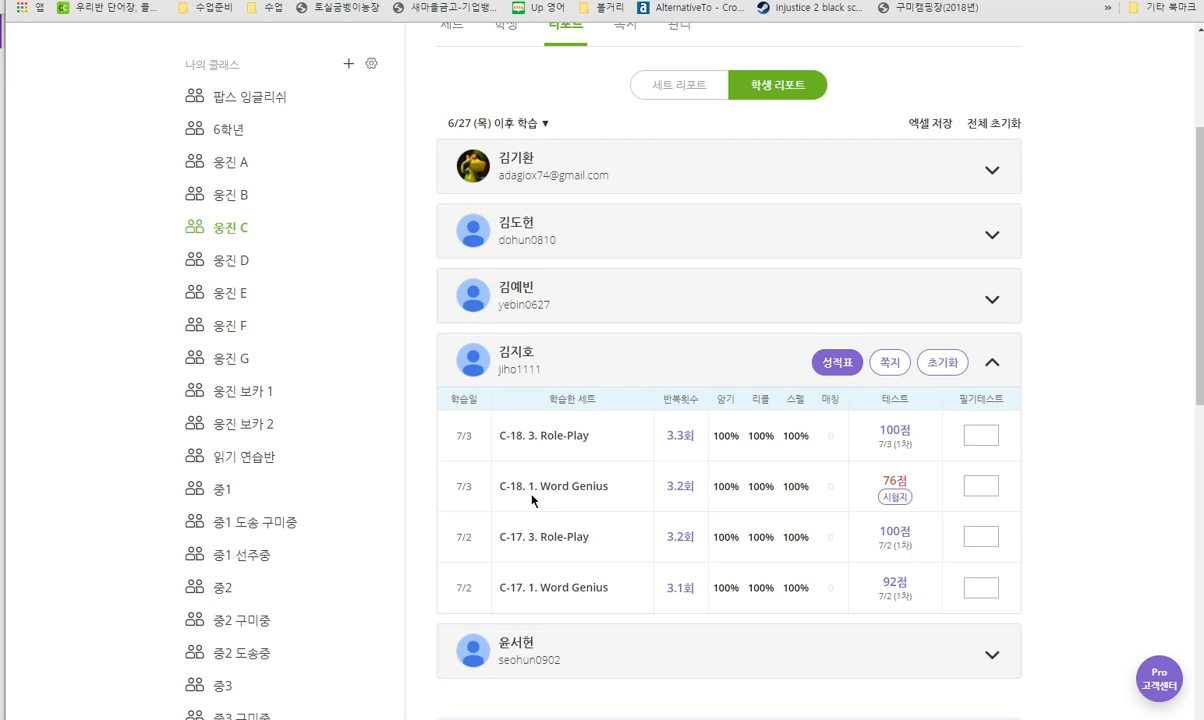 앱 우리반 단어장, 클... 수업준비 수업 토실굼벵이농장 새마을금고-기업뱅... Up 영어 볼거리 AlternativeTo - Cro... injustice 2 black sc... 구미캠핑장(2018년) » 기타 북마크
세트 학생 리포트 쪽지 관리
나의 클래스
팝스 잉글리쉬
6학년
웅진 A
웅진 B
웅진 C
웅진 D
웅진 E
웅진 F
웅진 G
웅진 보카 1
웅진 보카 2
읽기 연습반
중1
중1 도송 구미중
중1 선주중
중2
중2 구미중
중2 도송중
중3
중3 구미중
세트 리포트 학생 리포트
6/27 (목) 이후 학습 ▼ 엑셀 저장 전체 초기화
김기환
adagiox74@gmail.com
김도헌
dohun0810
김예빈
yebin0627
김지호
jiho1111
성적표 쪽지 초기화
학습일 학습한 세트 반복횟수 암기 리콜 스펠 매칭 테스트 필기테스트
7/3 C-18. 3. Role-Play 3.3회 100% 100% 100% 0 100점
7/3 (1차)
7/3 C-18. 1. Word Genius 3.2회 100% 100% 100% 0 76점
시험지
7/2 C-17. 3. Role-Play 3.2회 100% 100% 100% 0 100점
7/2 (1차)
7/2 C-17. 1. Word Genius 3.1회 100% 100% 100% 0 92점
7/2 (1차)
윤서현
seohun0902
Pro
고객센터